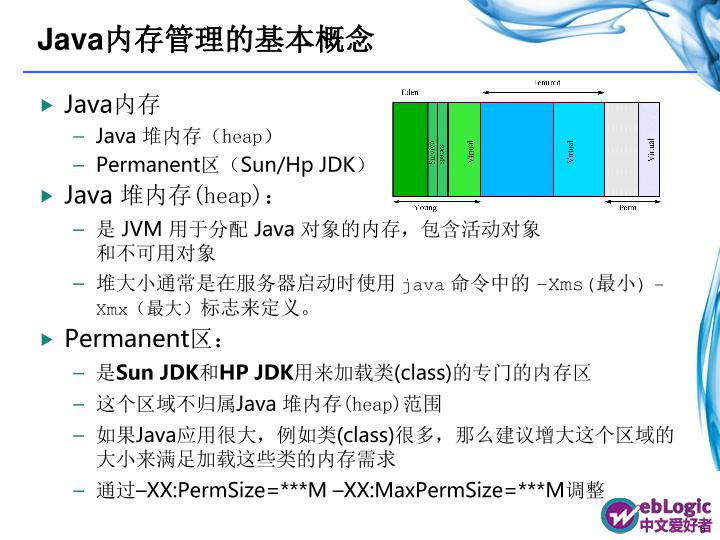 Java内存管理的基本概念
Java内存
– Java 堆内存（heap）
– Permanent区（Sun/Hp JDK）
Eden
Tenured
Survivor
spaces
Virtual
Virtual
Virtual
Young
Perm
Java 堆内存(heap)：
– 是 JVM 用于分配 Java 对象的内存，包含活动对象
和不可用对象
– 堆大小通常是在服务器启动时使用 java 命令中的 –Xms(最小) –
Xmx（最大）标志来定义。
Permanent区：
– 是Sun JDK和HP JDK用来加载类(class)的专门的内存区
– 这个区域不归属Java 堆内存(heap)范围
– 如果Java应用很大，例如类(class)很多，那么建议增大这个区域的
大小来满足加载这些类的内存需求
– 通过–XX:PermSize=***M –XX:MaxPermSize=***M调整
WebLogic
中文爱好者